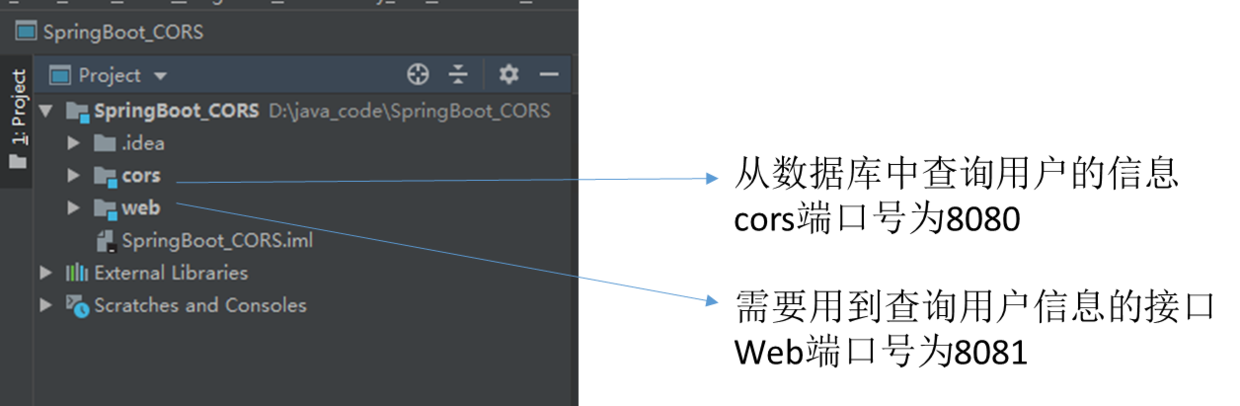 SpringBoot_CORS
Project
1: Project
SpringBoot_CORS D:\java_code\SpringBoot_CORS
.idea
cors
web
SpringBoot_CORS.iml
External Libraries
Scratches and Consoles
从数据库中查询用户的信息
cors端口号为8080
需要用到查询用户信息的接口
Web端口号为8081